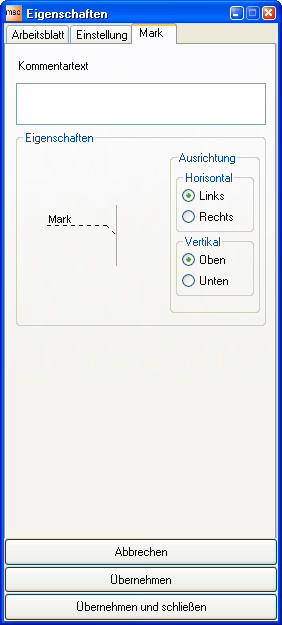 msc Eigenschaften
Arbeitsblatt Einstellung Mark
Kommentartext
Eigenschaften
Ausrichtung
Horisontal
Links
Mark
Rechts
Vertikal
Oben
Unten
Abbrechen
Übernehmen
Übernehmen und schließen